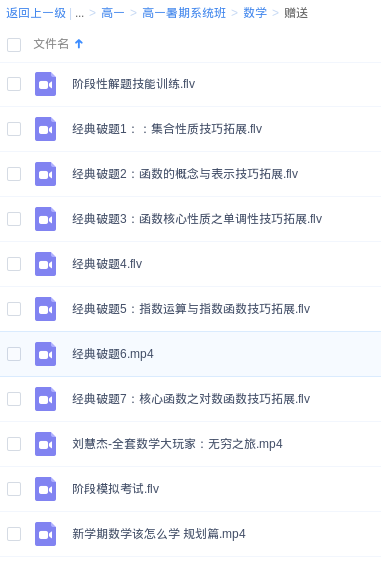 返回上一级 | ... > 高一 > 高一暑期系统班 > 数学 > 赠送
文件名
阶段性解题技能训练.flv
经典破题1：：集合性质技巧拓展.flv
经典破题2：函数的概念与表示技巧拓展.flv
经典破题3：函数核心性质之单调性技巧拓展.flv
经典破题4.flv
经典破题5：指数运算与指数函数技巧拓展.flv
经典破题6.mp4
经典破题7：核心函数之对数函数技巧拓展.flv
刘慧杰-全套数学大玩家：无穷之旅.mp4
阶段模拟考试.flv
新学期数学该怎么学 规划篇.mp4